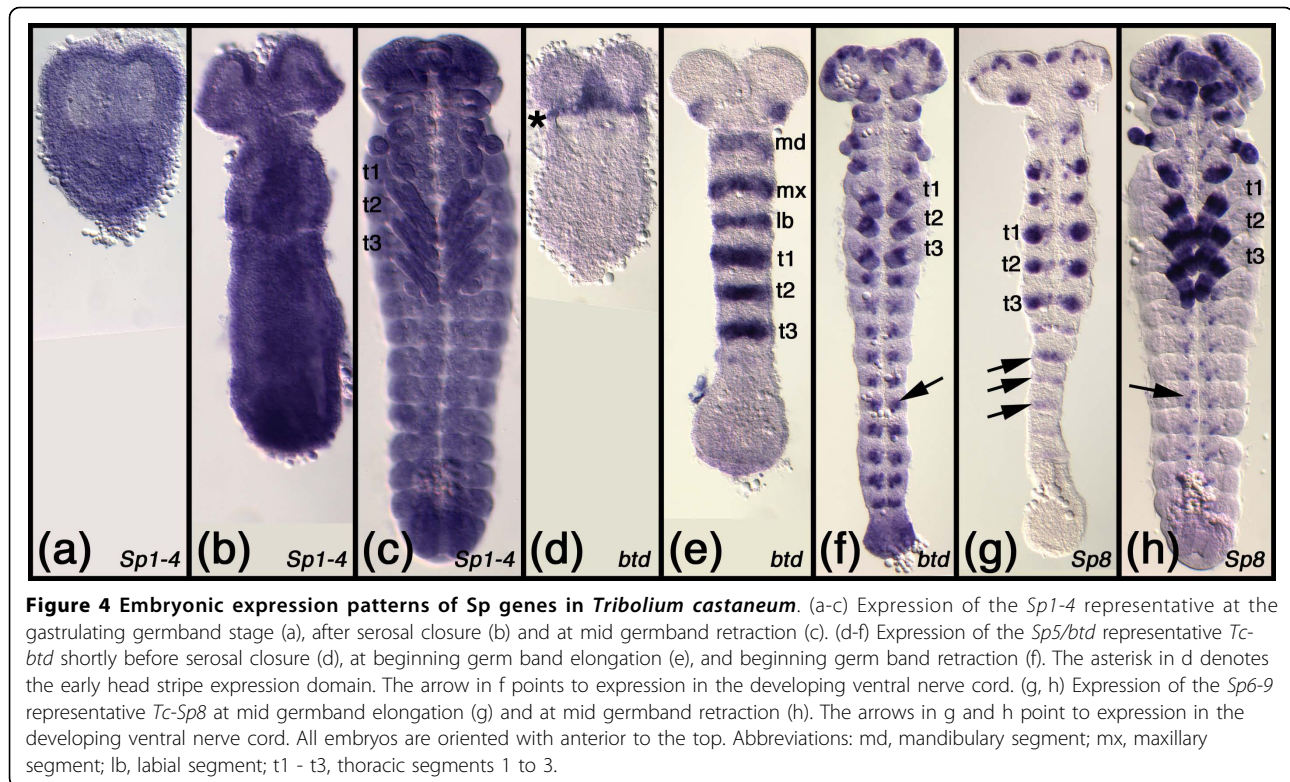 t1
t2
t3
*
md
mx
lb
t1
t2
t3
t1
t2
t3
t1
t2
t3
t1
t2
t3
(a) Sp1-4
(b) Sp1-4
(c) Sp1-4
(d) btd
(e) btd
(f) btd
(g) Sp8
(h) Sp8
Figure 4 Embryonic expression patterns of Sp genes in Tribolium castaneum. (a-c) Expression of the Sp1-4 representative at the
gastrulating germband stage (a), after serosal closure (b) and at mid germband retraction (c). (d-f) Expression of the Sp5/btd representative Tc-
btd shortly before serosal closure (d), at beginning germ band elongation (e), and beginning germ band retraction (f). The asterisk in d denotes
the early head stripe expression domain. The arrow in f points to expression in the developing ventral nerve cord. (g, h) Expression of the Sp6-9
representative Tc-Sp8 at mid germband elongation (g) and at mid germband retraction (h). The arrows in g and h point to expression in the
developing ventral nerve cord. All embryos are oriented with anterior to the top. Abbreviations: md, mandibulary segment; mx, maxillary
segment; lb, labial segment; t1 - t3, thoracic segments 1 to 3.